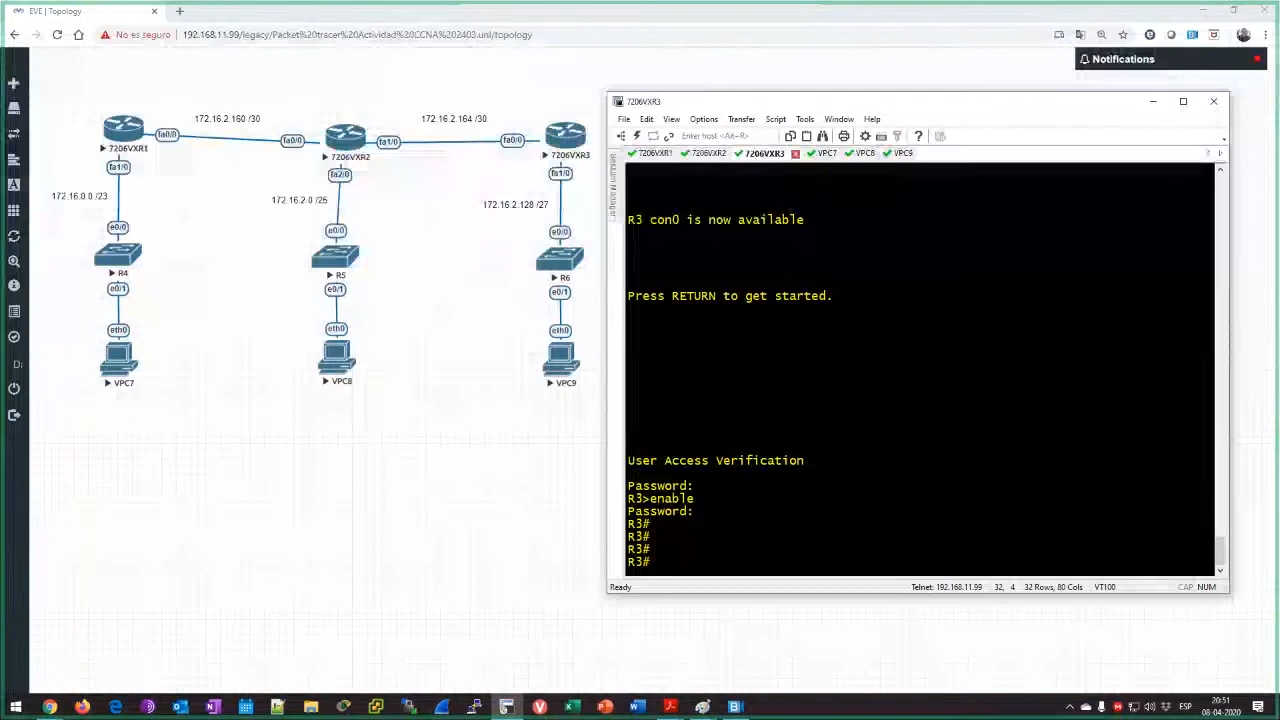 EVE | Topology
No es seguro | 192.168.11.99/legacy/Packet%20tracer%20Actividad%20CCNA%202403.unl/topology
Notifications
172.16.2.160 /30
172.16.2.164 /30
fa0/0
fa0/0
fa1/0
fa0/0
7206VXR1
7206VXR2
7206VXR3
fa1/0
fa2/0
fa1/0
172.16.0.0 /23
172.16.2.0 /25
172.16.2.128 /27
e0/0
e0/0
e0/0
R4
R5
R6
e0/1
e0/1
e0/1
eth0
eth0
eth0
VPC7
VPC8
VPC9
D:
7206VXR3
File Edit View Options Transfer Script Tools Window Help
Enter host <Alt+R>
7206VXR1 7206VXR2 7206VXR3 VPC7 VPC8 VPC9
Session Manager
R3 con0 is now available
Press RETURN to get started.
User Access Verification
Password:
R3>enable
Password:
R3#
R3#
R3#
R3#
Ready Telnet: 192.168.11.99 32, 4 32 Rows, 80 Cols VT100 CAP NUM
ESP
20:51
08-04-2020